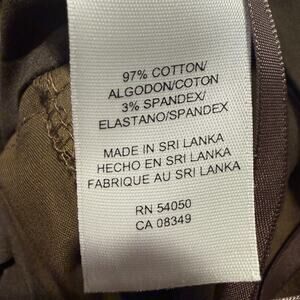 97% COTTON/
ALGODON/COTON
3% SPANDEX/
ELASTANO/SPANDEX
MADE IN SRI LANKA
HECHO EN SRI LANKA
FABRIQUE AU SRI LANKA
RN 54050
CA 08349